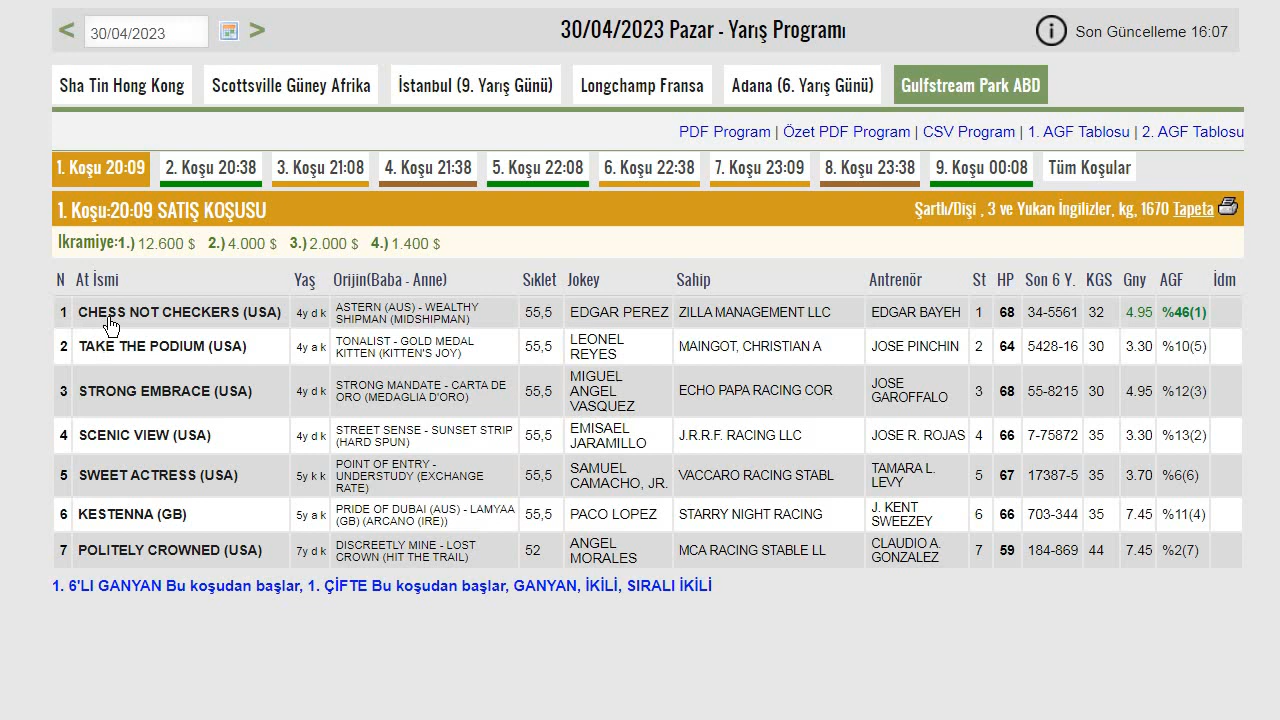 < 30/04/2023 > 30/04/2023 Pazar - Yarış Programı Son Güncelleme 16:07
Sha Tin Hong Kong Scottsville Güney Afrika İstanbul (9. Yarış Günü) Longchamp Fransa Adana (6. Yarış Günü) Gulfstream Park ABD
PDF Program | Özet PDF Program | CSV Program | 1. AGF Tablosu | 2. AGF Tablosu
1. Koşu 20:09 2. Koşu 20:38 3. Koşu 21:08 4. Koşu 21:38 5. Koşu 22:08 6. Koşu 22:38 7. Koşu 23:09 8. Koşu 23:38 9. Koşu 00:08 Tüm Koşular
1. Koşu:20:09 SATIŞ KOŞUSU Şartlı/Dişi , 3 ve Yukarı İngilizler, kg, 1670 Tapeta
Ikramiye:1.) 12.600 $ 2.) 4.000 $ 3.) 2.000 $ 4.) 1.400 $
N At İsmi Yaş Orijin(Baba - Anne) Sıklet Jokey Sahip Antrenör St HP Son 6 Y. KGS Gny AGF İdm
1 CHESS NOT CHECKERS (USA) 4y d k ASTERN (AUS) - WEALTHY SHIPMAN (MIDSHIPMAN) 55,5 EDGAR PEREZ ZILLA MANAGEMENT LLC EDGAR BAYEH 1 68 34-5561 32 4.95 %46(1)
2 TAKE THE PODIUM (USA) 4y a k TONALIST - GOLD MEDAL KITTEN (KITTEN'S JOY) 55,5 LEONEL REYES MAINGOT, CHRISTIAN A JOSE PINCHIN 2 64 5428-16 30 3.30 %10(5)
3 STRONG EMBRACE (USA) 4y d k STRONG MANDATE - CARTA DE ORO (MEDAGLIA D'ORO) 55,5 MIGUEL ANGEL VASQUEZ ECHO PAPA RACING COR JOSE GAROFFALO 3 68 55-8215 30 4.95 %12(3)
4 SCENIC VIEW (USA) 4y d k STREET SENSE - SUNSET STRIP (HARD SPUN) 55,5 EMISAEL JARAMILLO J.R.R.F. RACING LLC JOSE R. ROJAS 4 66 7-75872 35 3.30 %13(2)
5 SWEET ACTRESS (USA) 5y k k POINT OF ENTRY - UNDERSTUDY (EXCHANGE RATE) 55,5 SAMUEL CAMACHO, JR. VACCARO RACING STABL TAMARA L. LEVY 5 67 17387-5 35 3.70 %6(6)
6 KESTENNA (GB) 5y a k PRIDE OF DUBAI (AUS) - LAMYAA (GB) (ARCANO (IRE)) 55,5 PACO LOPEZ STARRY NIGHT RACING J. KENT SWEEZEY 6 66 703-344 35 7.45 %11(4)
7 POLITELY CROWNED (USA) 7y d k DISCREETLY MINE - LOST CROWN (HIT THE TRAIL) 52 ANGEL MORALES MCA RACING STABLE LL CLAUDIO A. GONZALEZ 7 59 184-869 44 7.45 %2(7)
1. 6'LI GANYAN Bu koşudan başlar, 1. ÇİFTE Bu koşudan başlar, GANYAN, İKİLİ, SIRALI İKİLİ